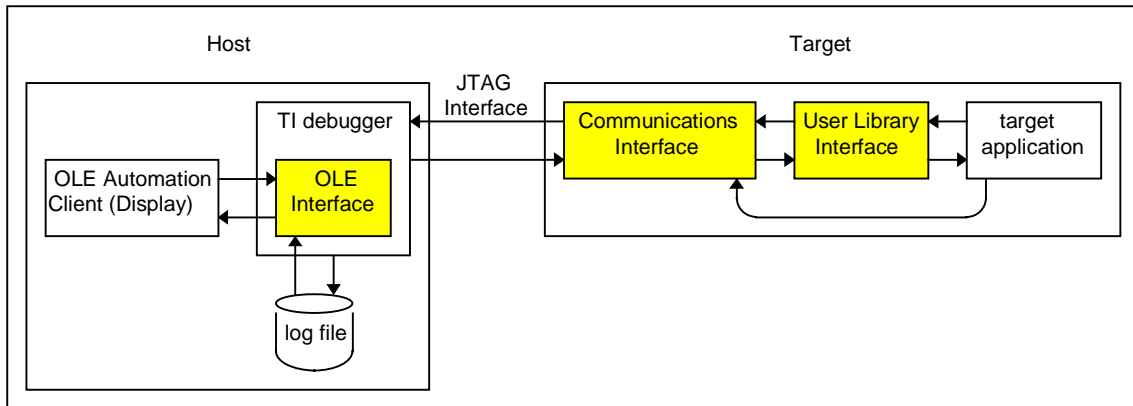 Host
Target
JTAG
Interface
TI debugger
OLE Automation
Client (Display)
OLE
Interface
log file
Communications
Interface
User Library
Interface
target
application